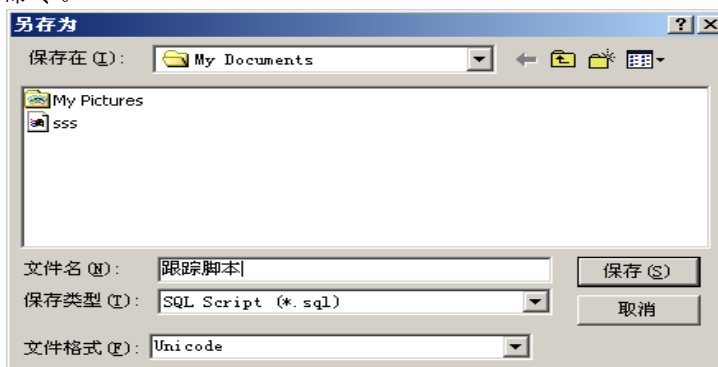 另存为
保存在(I): My Documents
My Pictures
sss
文件名(N): 跟踪脚本
保存(S)
保存类型(T): SQL Script (*.sql)
取消
文件格式(F): Unicode